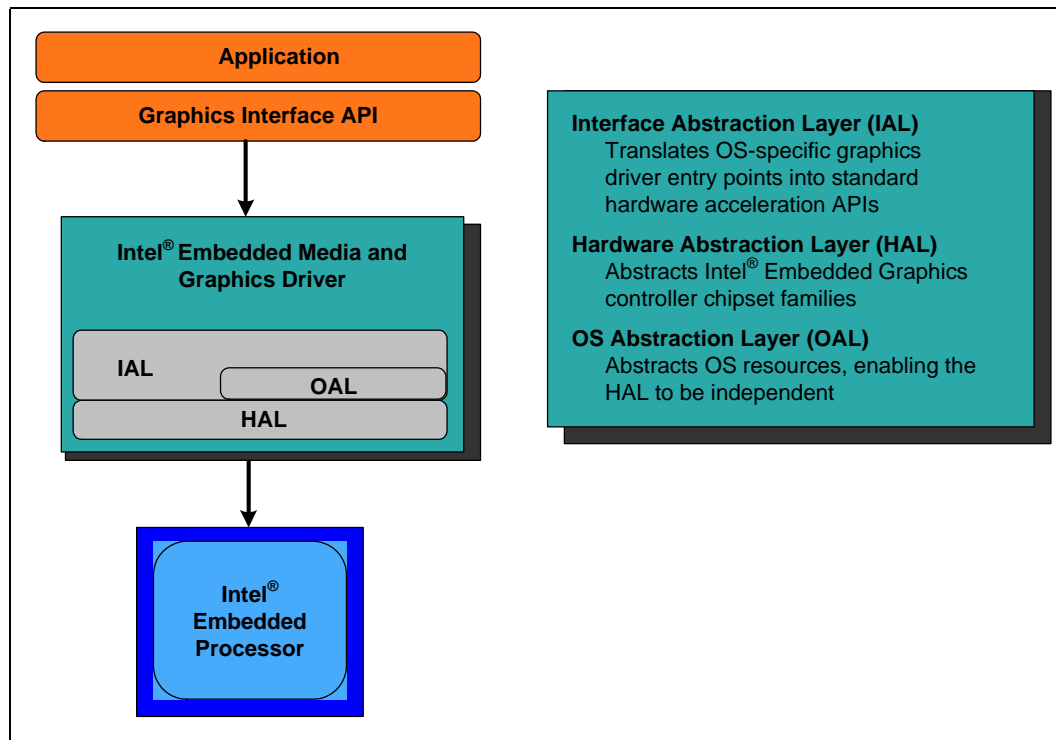 Application
Graphics Interface API
Intel® Embedded Media and
Graphics Driver
IAL
OAL
HAL
Intel®
Embedded
Processor
Interface Abstraction Layer (IAL)
Translates OS-specific graphics
driver entry points into standard
hardware acceleration APIs
Hardware Abstraction Layer (HAL)
Abstracts Intel® Embedded Graphics
controller chipset families
OS Abstraction Layer (OAL)
Abstracts OS resources, enabling the
HAL to be independent